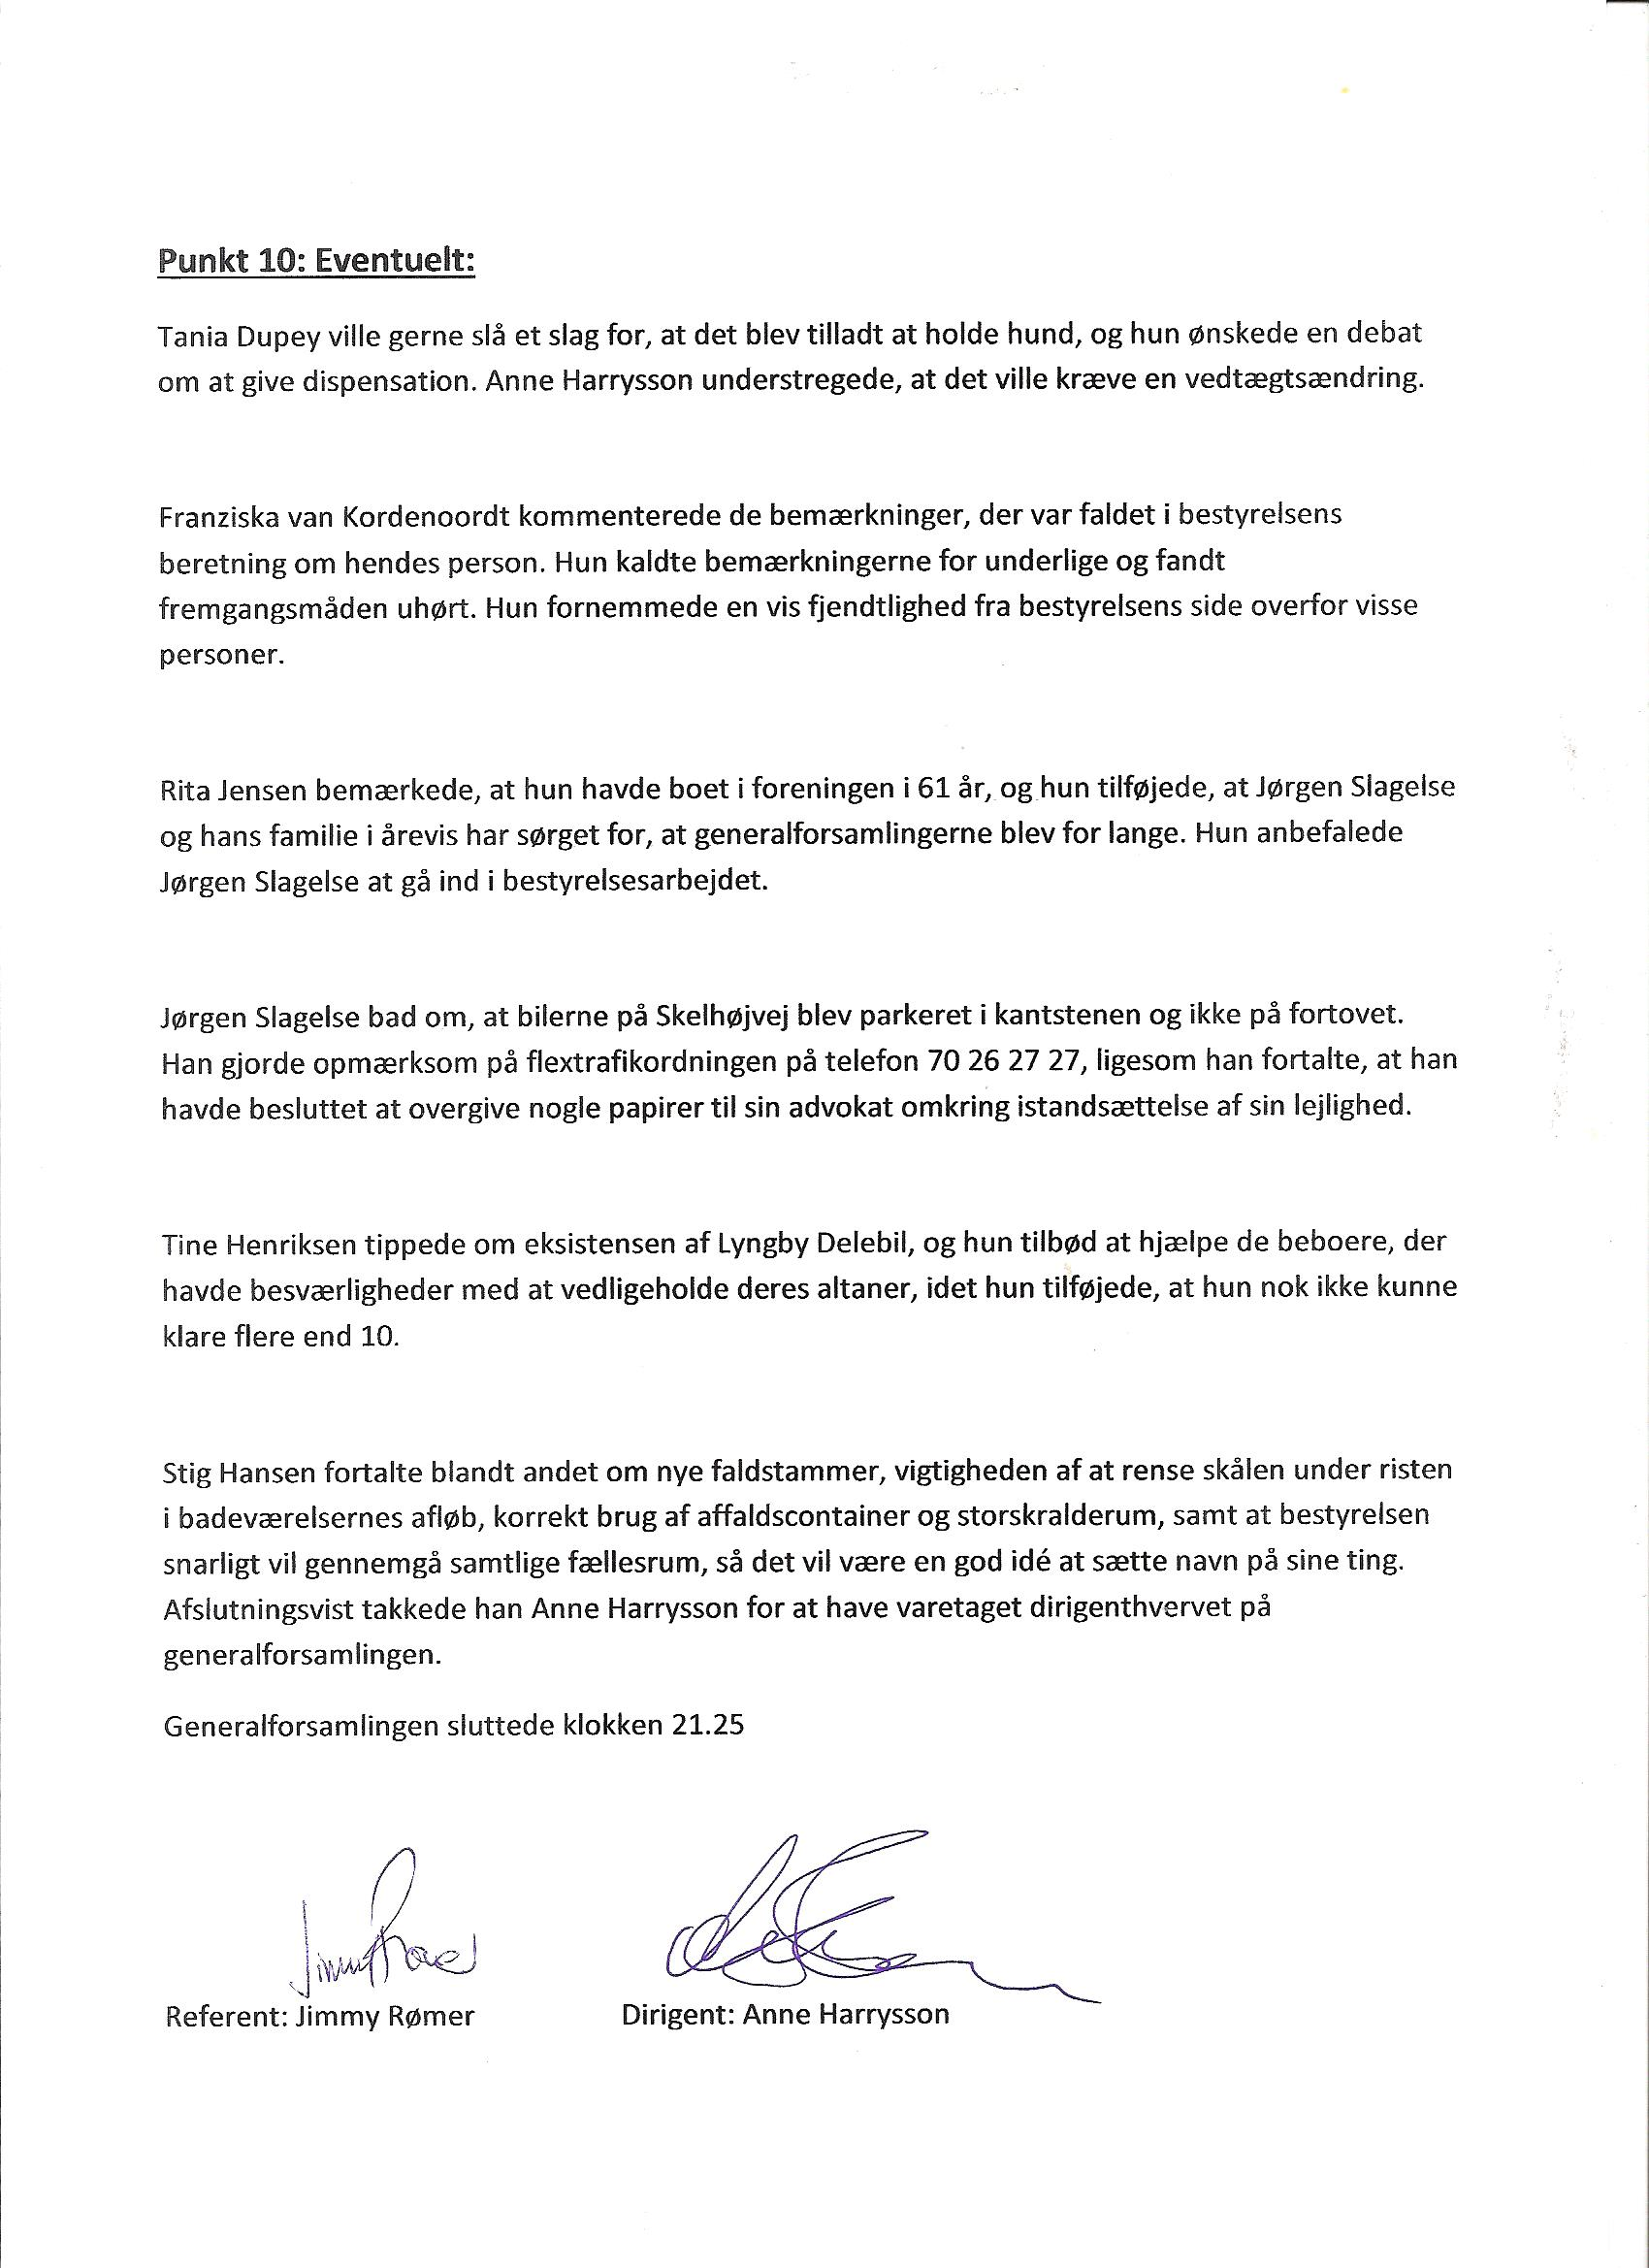 Punkt 10: Eventuelt:
Tania Dupey ville gerne slå et slag for, at det blev tilladt at holde hund, og hun ønskede en debat
om at give dispensation. Anne Harrysson understregede, at det ville kræve en vedtægtsændring.
Franziska van Kordenoordt kommenterede de bemærkninger, der var faldet i bestyrelsens
beretning om hendes person. Hun kaldte bemærkningerne for underlige og fandt
fremgangsmåden uhørt. Hun fornemmede en vis fjendtlighed fra bestyrelsens side overfor visse
personer.
Rita Jensen bemærkede, at hun havde boet i foreningen i 61 år, og hun tilføjede, at Jørgen Slagelse
og hans familie i årevis har sørget for, at generalforsamlingerne blev for lange. Hun anbefalede
Jørgen Slagelse at gå ind i bestyrelsesarbejdet.
Jørgen Slagelse bad om, at bilerne på Skelhøjvej blev parkeret i kantstenen og ikke på fortovet.
Han gjorde opmærksom på flextrafikordningen på telefon 70 26 27 27, ligesom han fortalte, at han
havde besluttet at overgive nogle papirer til sin advokat omkring istandsættelse af sin lejlighed.
Tine Henriksen tippede om eksistensen af Lyngby Delebil, og hun tilbød at hjælpe de beboere, der
havde besværligheder med at vedligeholde deres altaner, idet hun tilføjede, at hun nok ikke kunne
klare flere end 10.
Stig Hansen fortalte blandt andet om nye faldstammer, vigtigheden af at rense skålen under risten
i badeværelsernes afløb, korrekt brug af affaldscontainer og storskralderum, samt at bestyrelsen
snarligt vil gennemgå samtlige fællesrum, så det vil være en god idé at sætte navn på sine ting.
Afslutningsvist takkede han Anne Harrysson for at have varetaget dirigenthvervet på
generalforsamlingen.
Generalforsamlingen sluttede klokken 21.25
Referent: Jimmy Rømer Dirigent: Anne Harrysson